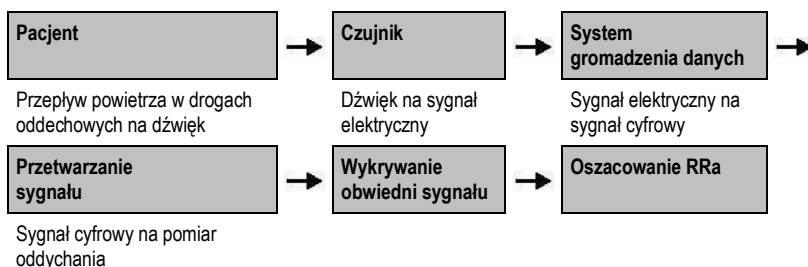 Pacjent
Czujnik
System
gromadzenia danych
Przepływ powietrza w drogach
oddechowych na dźwięk
Dźwięk na sygnał
elektryczny
Sygnał elektryczny na
sygnał cyfrowy
Przetwarzanie
sygnału
Wykrywanie
obwiedni sygnału
Oszacowanie RRa
Sygnał cyfrowy na pomiar
oddychania